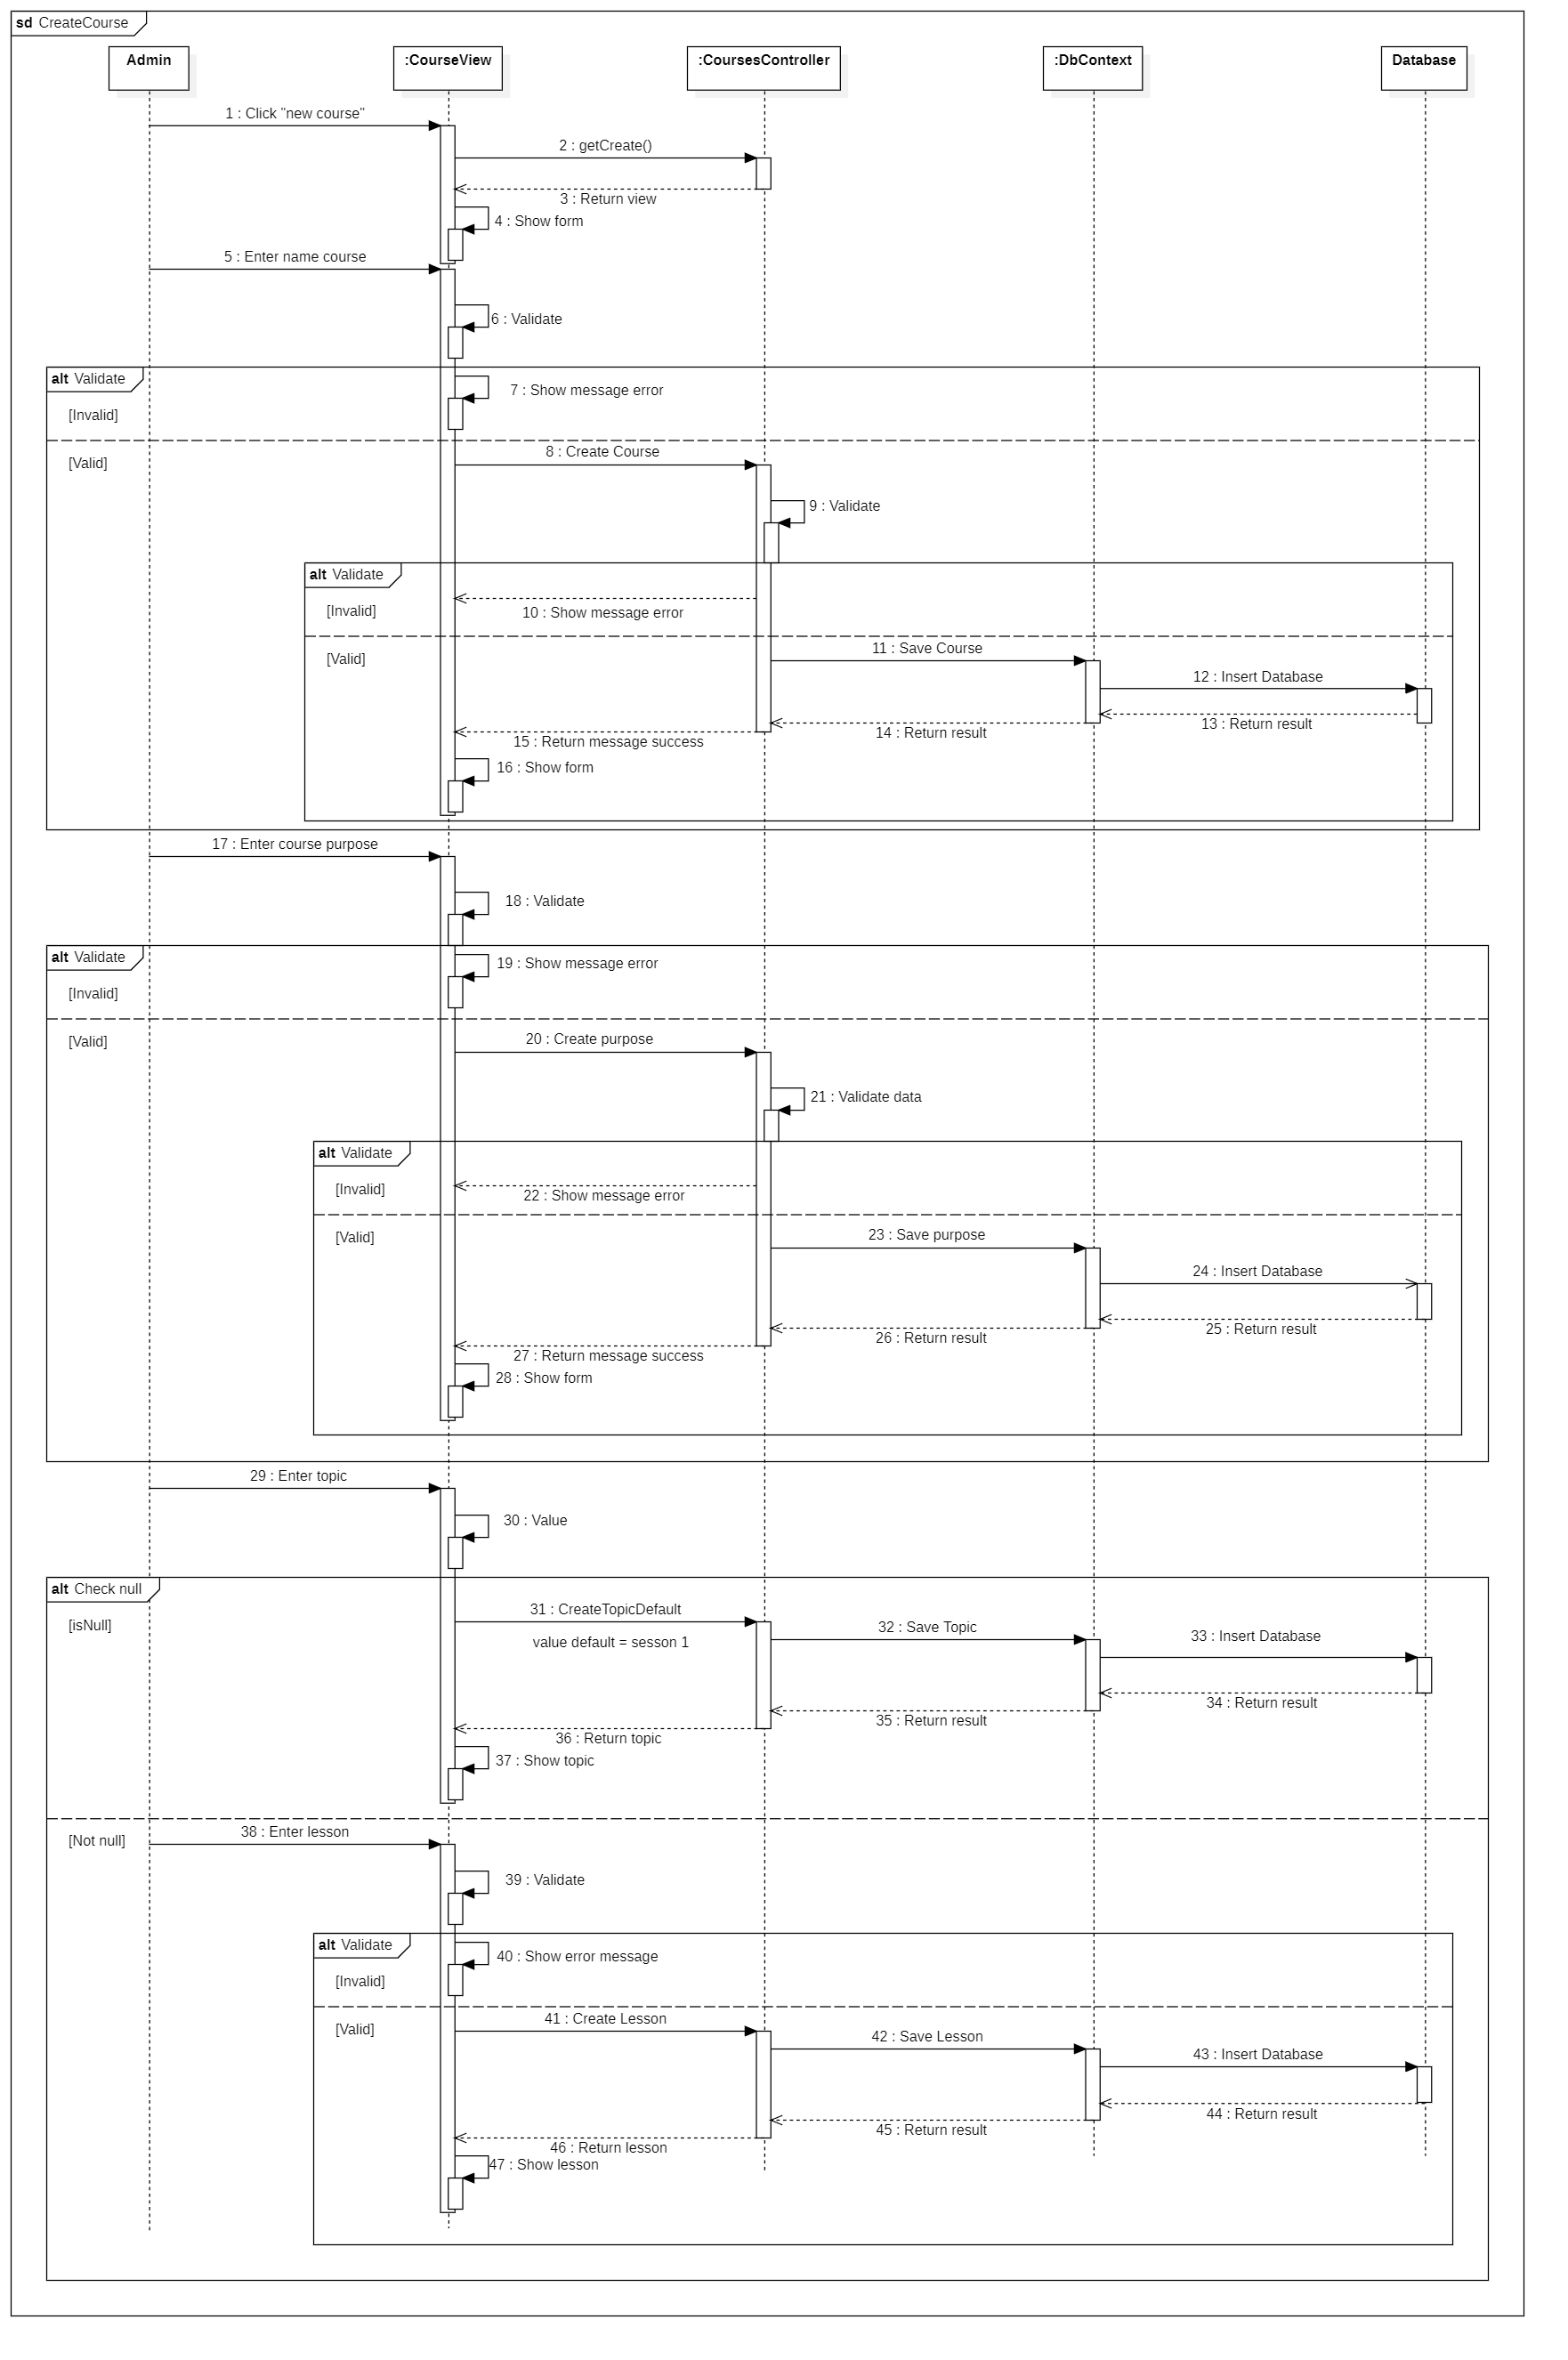 sd CreateCourse
Admin
:CourseView
:CoursesController
:DbContext
Database
1 : Click "new course"
2 : getCreate()
3 : Return view
4 : Show form
5 : Enter name course
6 : Validate
alt Validate
7 : Show message error
[Invalid]
[Valid]
8 : Create Course
9 : Validate
alt Validate
[Invalid]
10 : Show message error
[Valid]
11 : Save Course
12 : Insert Database
13 : Return result
14 : Return result
15 : Return message success
16 : Show form
17 : Enter course purpose
18 : Validate
alt Validate
19 : Show message error
[Invalid]
[Valid]
20 : Create purpose
21 : Validate data
alt Validate
[Invalid]
22 : Show message error
[Valid]
23 : Save purpose
24 : Insert Database
25 : Return result
26 : Return result
27 : Return message success
28 : Show form
29 : Enter topic
30 : Value
alt Check null
[isNull]
31 : CreateTopicDefault
value default = sesson 1
32 : Save Topic
33 : Insert Database
34 : Return result
35 : Return result
36 : Return topic
37 : Show topic
[Not null]
38 : Enter lesson
39 : Validate
alt Validate
40 : Show error message
[Invalid]
[Valid]
41 : Create Lesson
42 : Save Lesson
43 : Insert Database
44 : Return result
45 : Return result
46 : Return lesson
47 : Show lesson